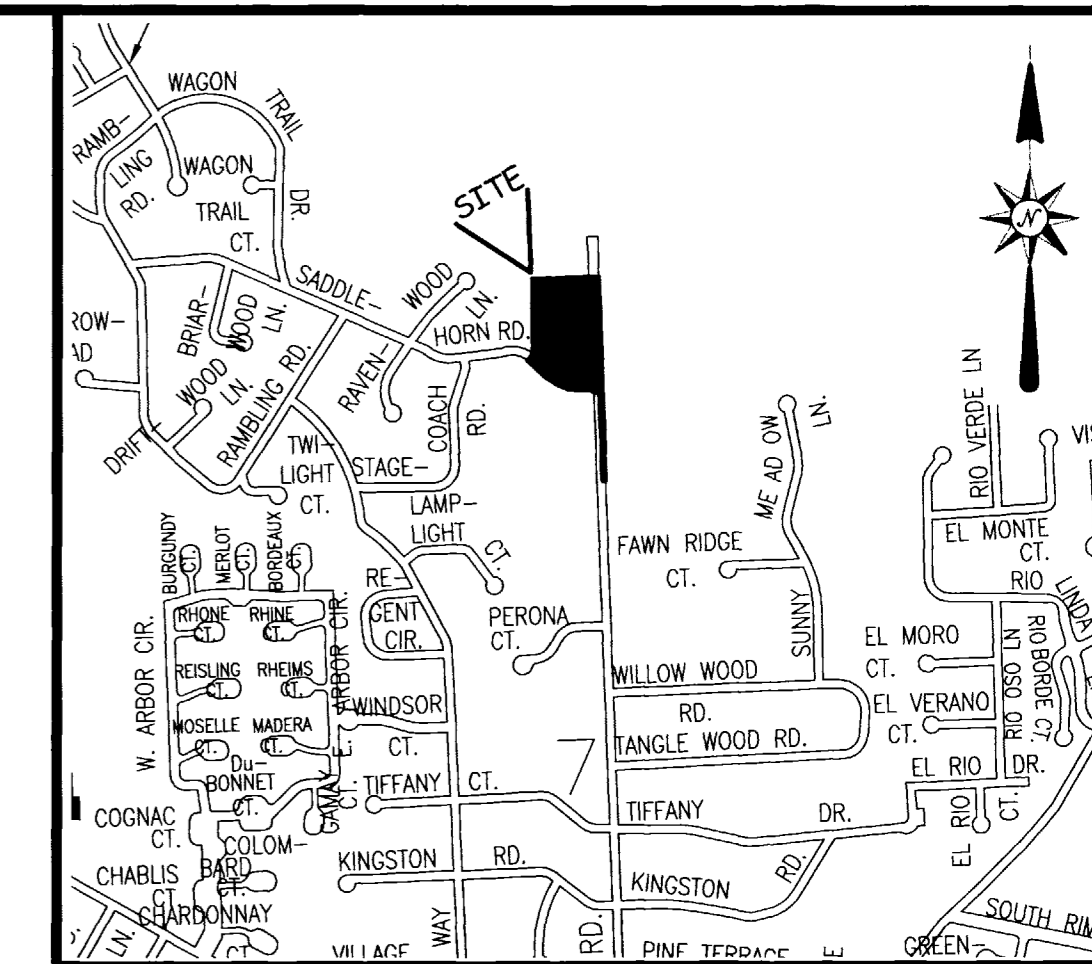 WAGON
TRAIL
DR.
RAMB-
LING
RD.
WAGON
TRAIL
CT.
SITE
N
SADDLE-
HORN RD.
WOOD
LN.
RAVEN-
BRIAR-
WOOD
LN.
ROW-
AD
WOOD
LN.
DRIFT-
RAMBLING RD.
COACH
RD.
STAGE-
TWI-
LIGHT
CT.
LAMP-
LIGHT
CT.
ME AD OW
LN.
SUNNY
RIO VERDE LN
VIS
EL MONTE
CT.
FAWN RIDGE
CT.
BURGUNDY
CT.
MERLOT
CT.
BORDEAUX
CT.
RE-
GENT
CIR.
RIO
LINDA
RHONE
CT.
RHINE
CT.
PERONA
CT.
EL MORO
CT.
RIO OSO LN
RIO BORDE CT.
W. ARBOR CIR.
E. ARBOR CIR.
REISLING
CT.
RHEIMS
CT.
WILLOW WOOD
RD.
EL VERANO
CT.
WINDSOR
CT.
MOSELLE
CT.
MADERA
CT.
TANGLE WOOD RD.
7
EL RIO
DR.
Du-
BONNET
CT.
GAMAY
CT.
TIFFANY
CT.
TIFFANY
DR.
EL RIO
CT.
COGNAC
CT.
COLOM-
BARD
CT.
KINGSTON
RD.
KINGSTON
RD.
CHABLIS
CT.
CHARDONNAY
CT
LN.
WAY
RD.
VILLAGE
PINE TERRACE
GREEN-
SOUTH RIM